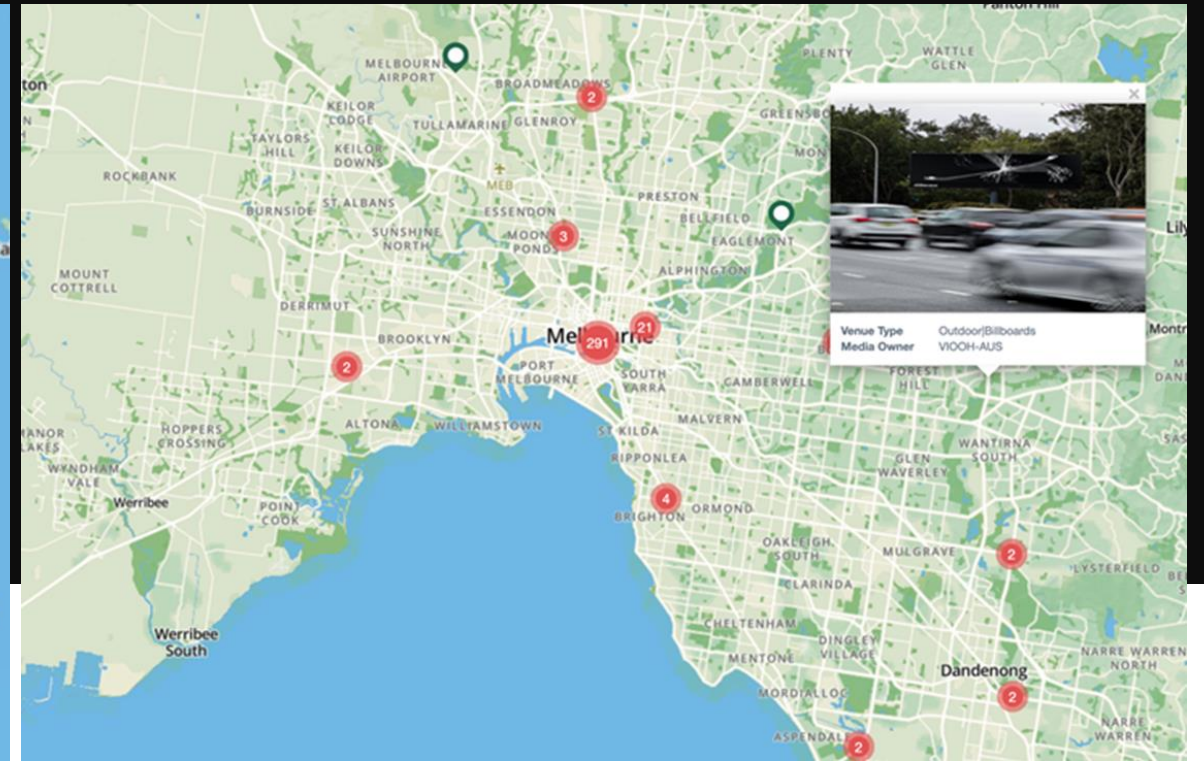 Panton Hill
PLENTY
WATTLE
GLEN
MELBOURNE
AIRPORT
BROADMEADOWS
2
KEILOR
LODGE
TULLAMARINE
GLENROY
GREENSBO
TAYLORS
HILL
KEILOR
DOWNS
MON
ROCKBANK
MEB
PRESTON
BURNSIDE
ST ALBANS
ESSENDON
BELLFIELD
SUNSHINE
NORTH
MOON
PONDS
3
EAGLEMONT
Lily
MOUNT
COTTRELL
ALPHINGTON
DERRIMUT
BROOKLYN
Melbourne
291
21
Venue Type Outdoor|Billboards
Media Owner VIOOH-AUS
Montr
2
PORT
MELBOURNE
SOUTH
YARRA
CAMBERWELL
FOREST
HILL
DAND
ALTONA
WILLIAMSTOWN
ST KILDA
MALVERN
HOPPERS
CROSSING
MANOR
LAKES
WANTIRNA
SOUTH
RIPPONLEA
GLEN
WAVERLEY
WYNDHAM
VALE
Werribee
POINT
COOK
4
BRIGHTON
ORMOND
OAKLEIGH
SOUTH
MULGRAVE
2
LYSTERFIELD
CLARINDA
CHELTENHAM
DINGLEY
VILLAGE
Werribee
South
MENTONE
Dandenong
NARRE WARREN
NORTH
MORDIALLOC
2
NARRE
WARREN
ASPENDALE
2